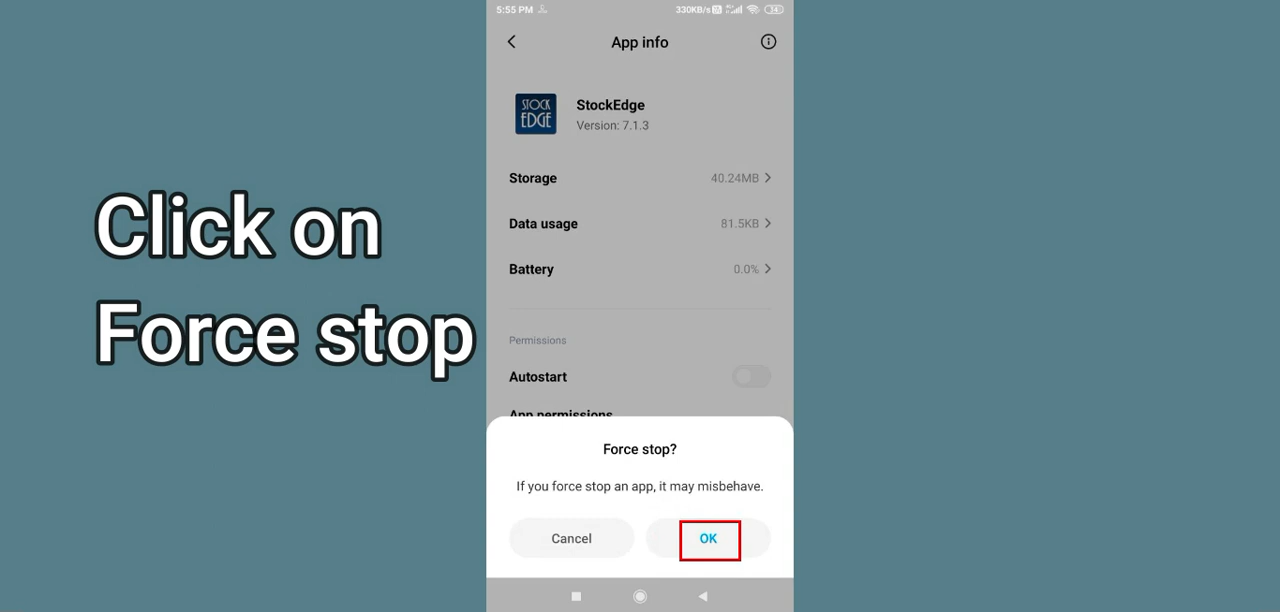 5:55 PM
330KB/s
App info
STOCK
EDGE
StockEdge
Version: 7.1.3
Storage
40.24MB
Data usage
81.5KB
Battery
0.0%
Permissions
Autostart
App permissions
Click on
Force stop
Force stop?
If you force stop an app, it may misbehave.
Cancel
OK